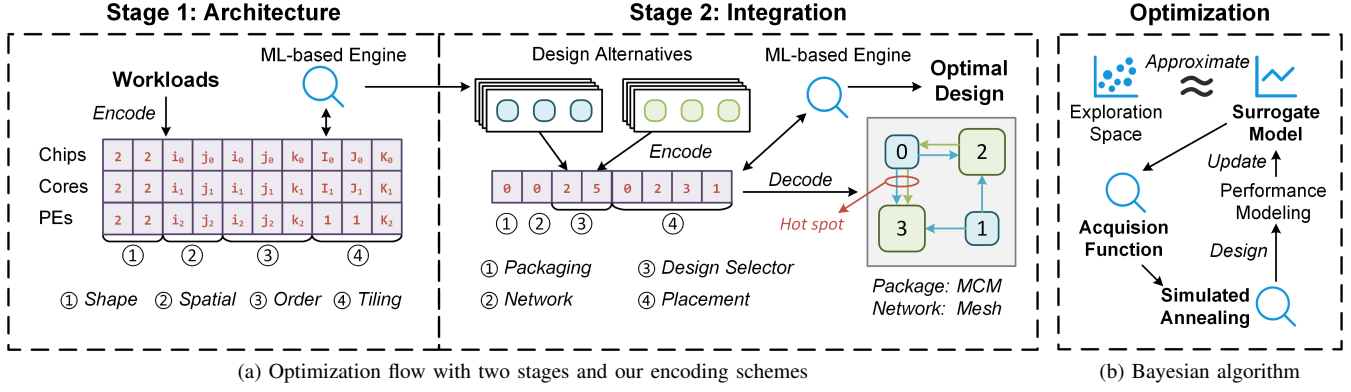 Stage 1: Architecture
Stage 2: Integration
Optimization
ML-based Engine
Workloads
Encode
Chips 2 2 i₀ j₀ i₀ j₀ k₀ I₀ J₀ K₀
Cores 2 2 i₁ j₁ i₁ j₁ k₁ I₁ J₁ K₁
PEs 2 2 i₂ j₂ i₂ j₂ k₂ 1 1 K₂
① ② ③ ④
① Shape ② Spatial ③ Order ④ Tiling
Design Alternatives
ML-based Engine
Optimal
Design
Encode
0 0 2 5 0 2 3 1
Decode
① ② ③ ④
① Packaging ③ Design Selector
② Network ④ Placement
0 2
Hot spot
3 1
Package: MCM
Network: Mesh
Approximate
Exploration
Space
Surrogate
Model
Update
Performance
Modeling
Acquision
Function
Design
Simulated
Annealing
(a) Optimization flow with two stages and our encoding schemes
(b) Bayesian algorithm